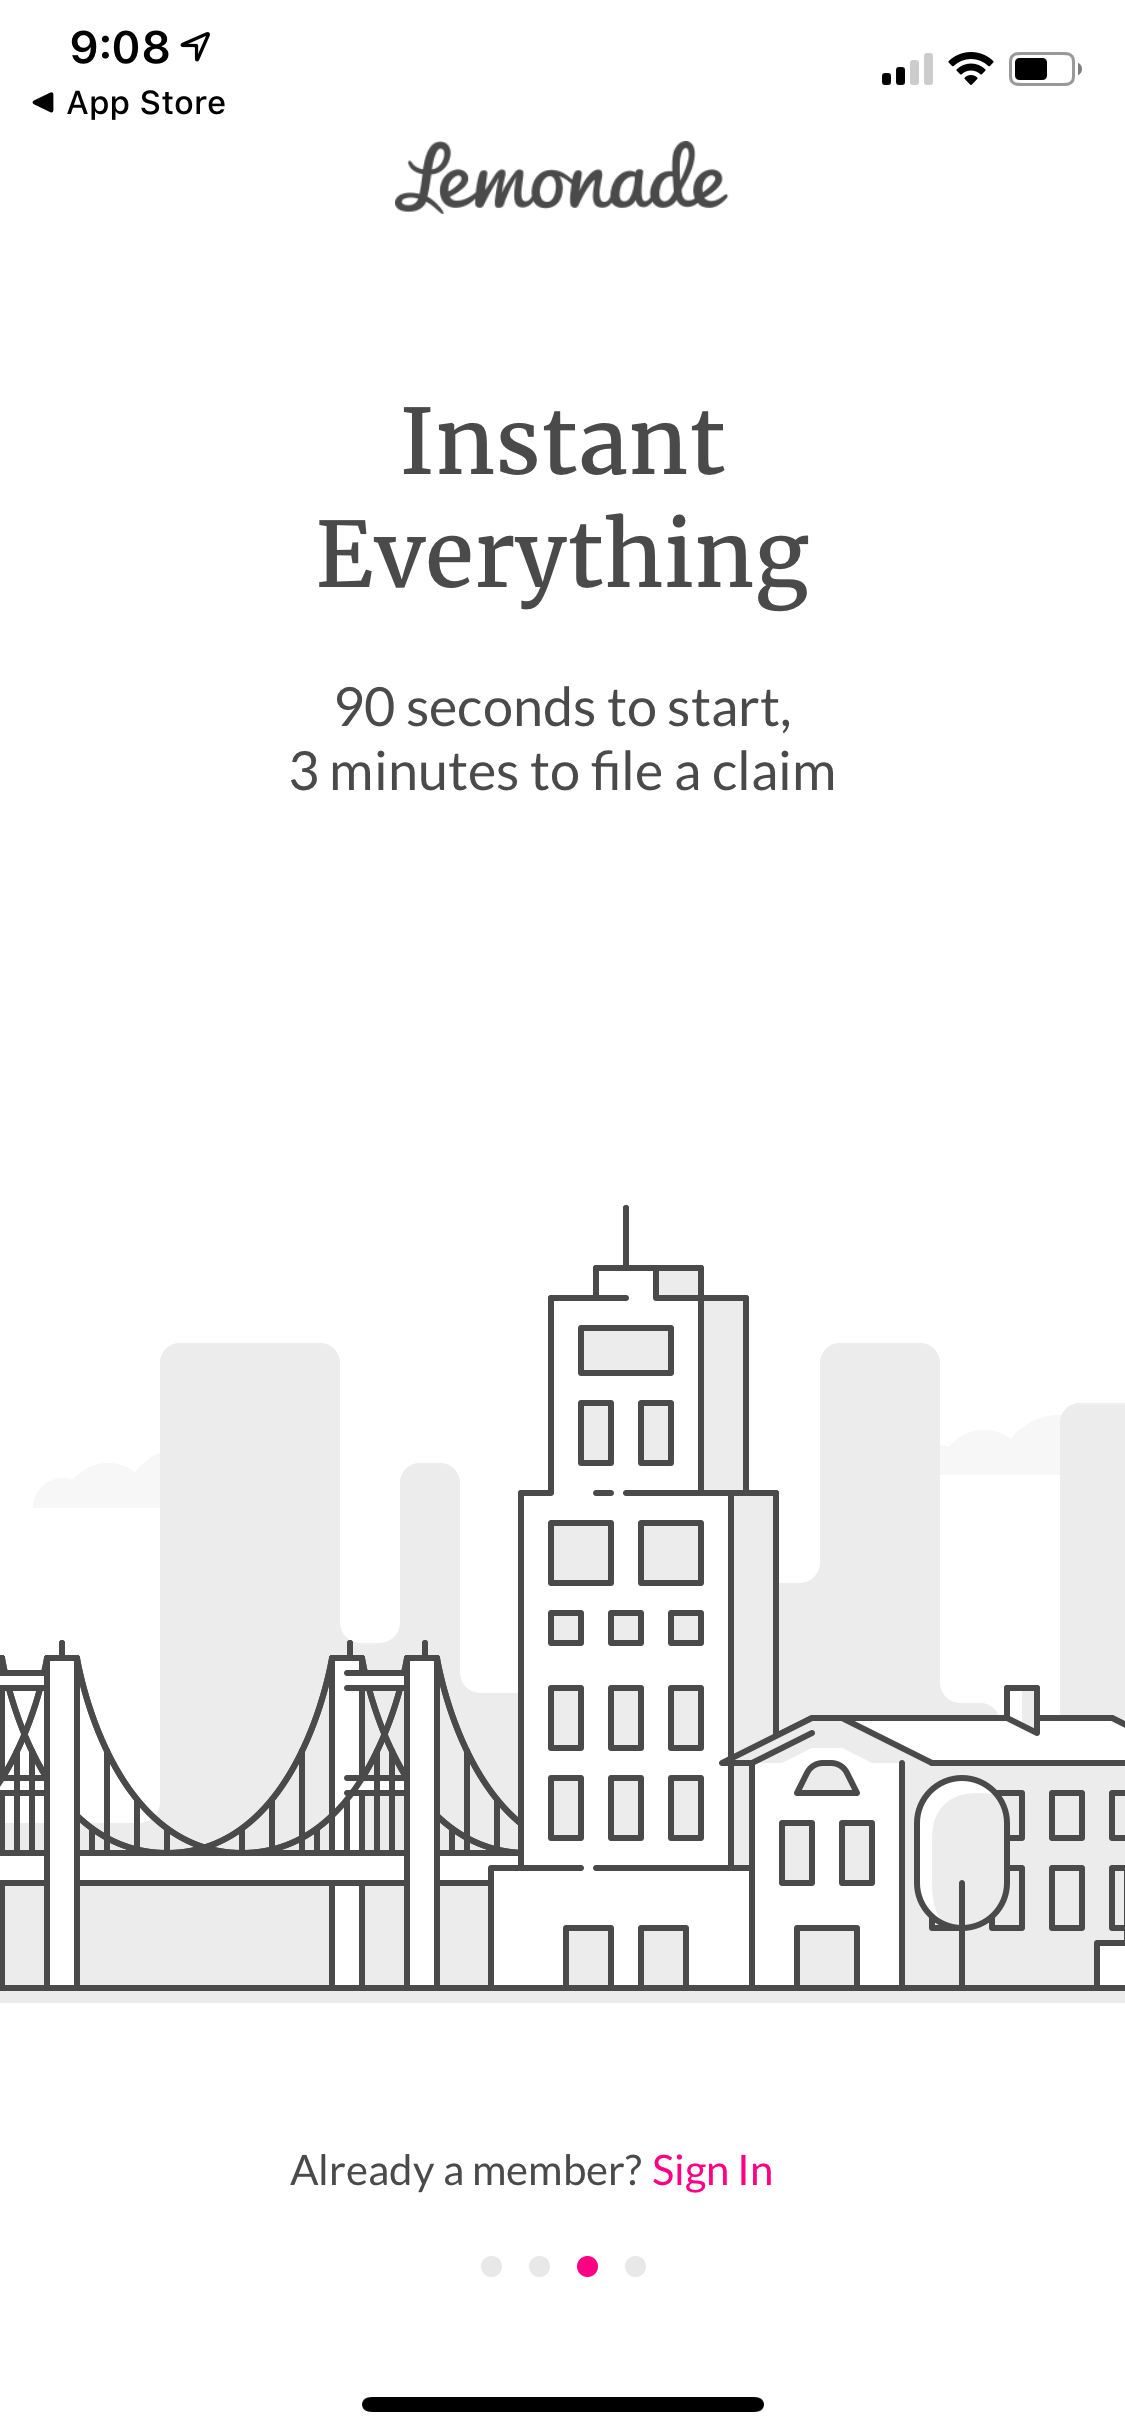 9:08
App Store
Lemonade
Instant
Everything
90 seconds to start,
3 minutes to file a claim
Already a member? Sign In